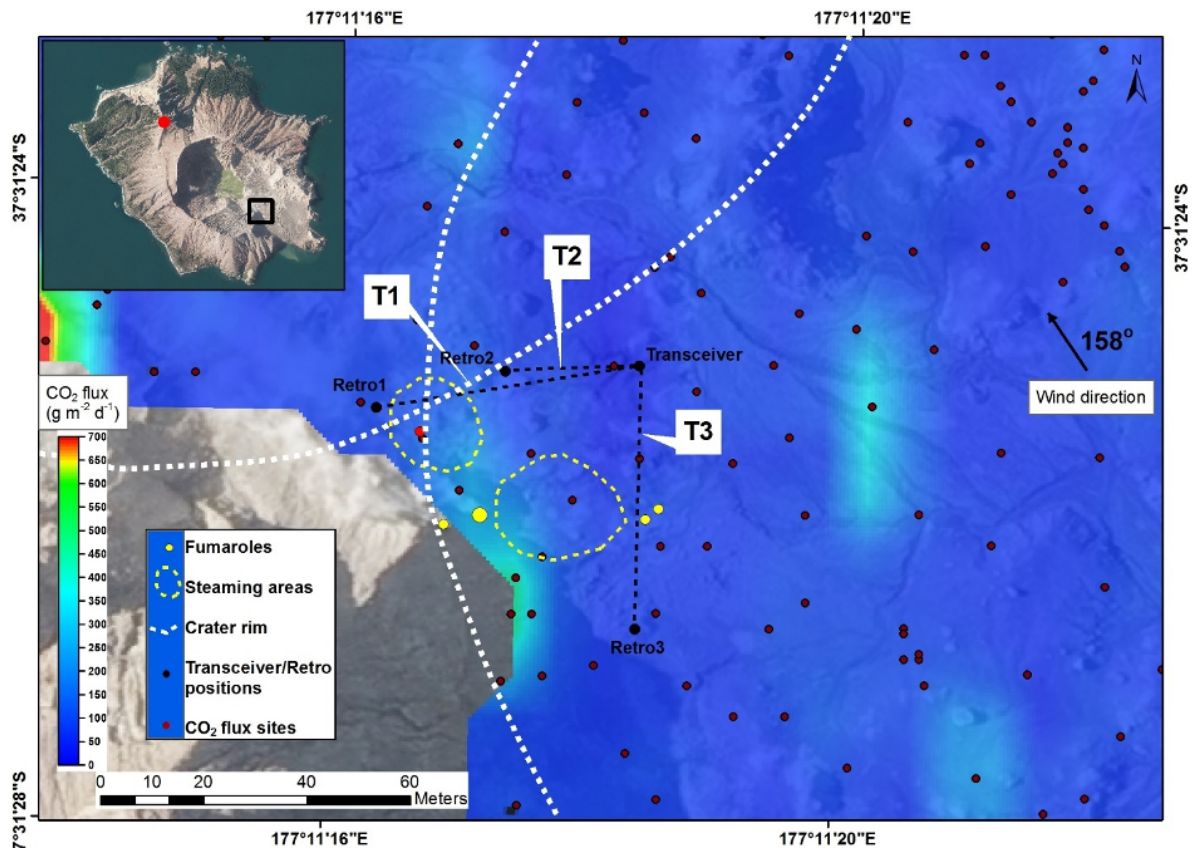 177°11'16"E
177°11'20"E
N
37°31'24"S
37°31'24"S
T2
T1
158°
Retro2
Transceiver
Retro1
CO2 flux
(g m-2 d-1)
Wind direction
T3
700
650
600
550
500
450
400
350
300
250
200
150
100
50
0
Fumaroles
Steaming areas
Crater rim
Transceiver/Retro
positions
CO2 flux sites
Retro3
0 10 20 40 60
Meters
37°31'28"S
37°31'28"S
177°11'16"E
177°11'20"E